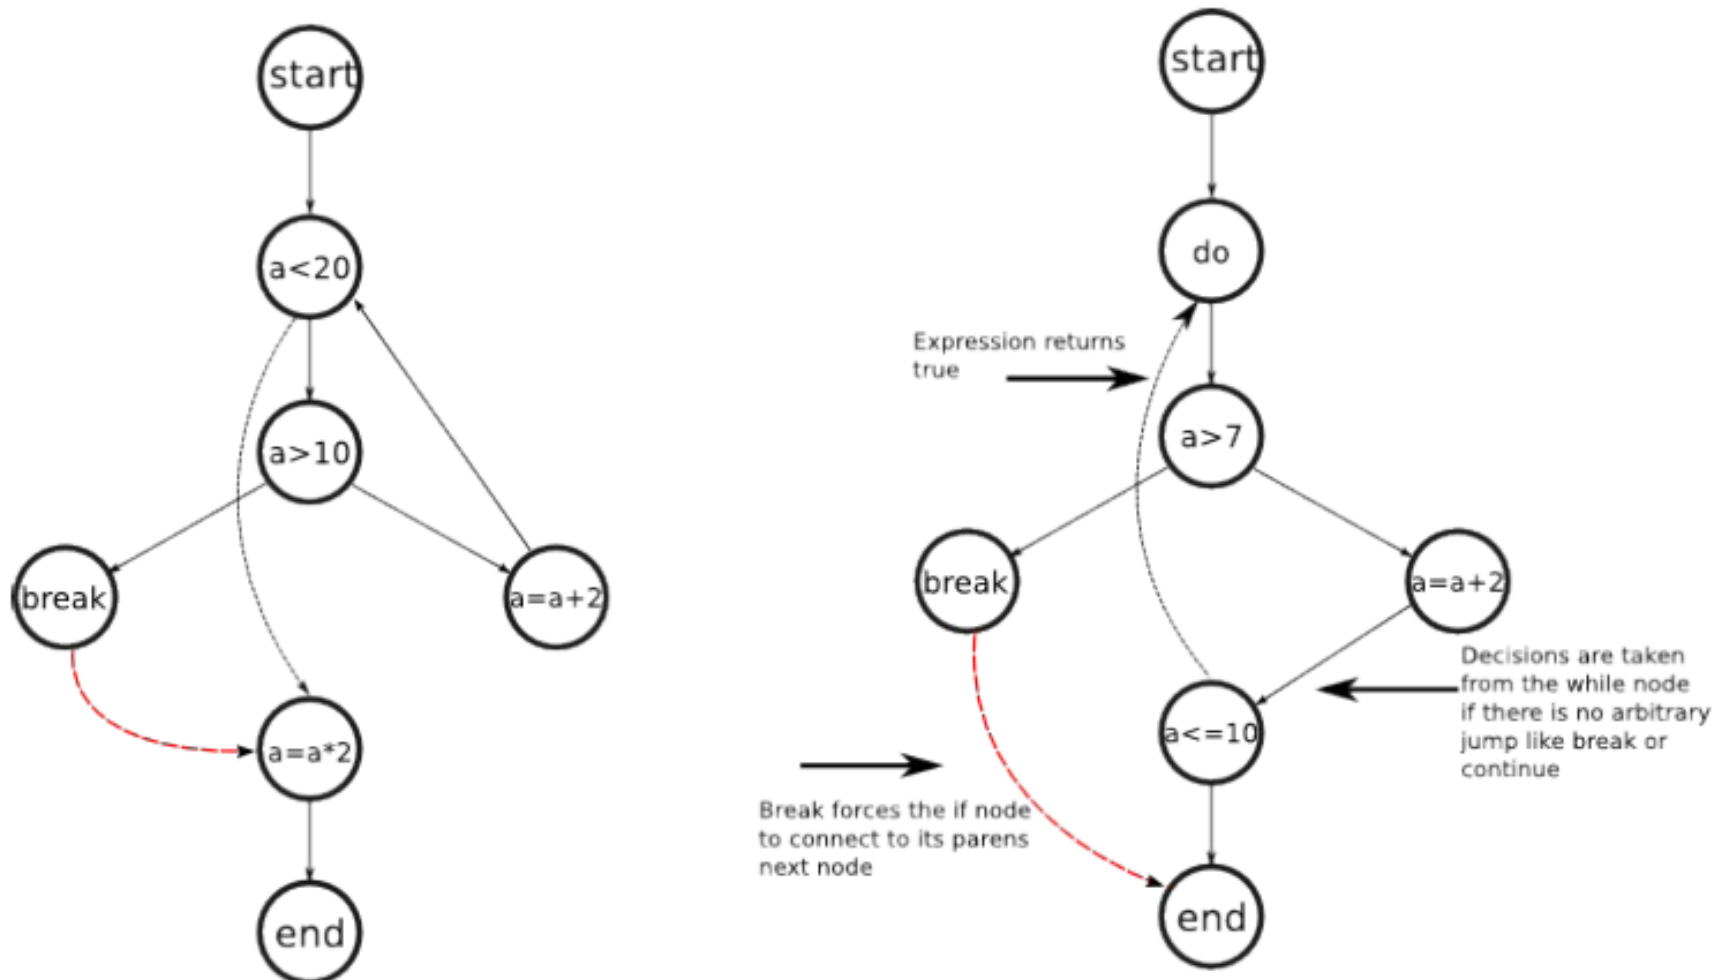 start
a<20
a>10
break
a=a+2
a=a*2
end
start
do
Expression returns
true
a>7
break
a=a+2
Decisions are taken
from the while node
if there is no arbitrary
jump like break or
continue
a<=10
Break forces the if node
to connect to its parens
next node
end